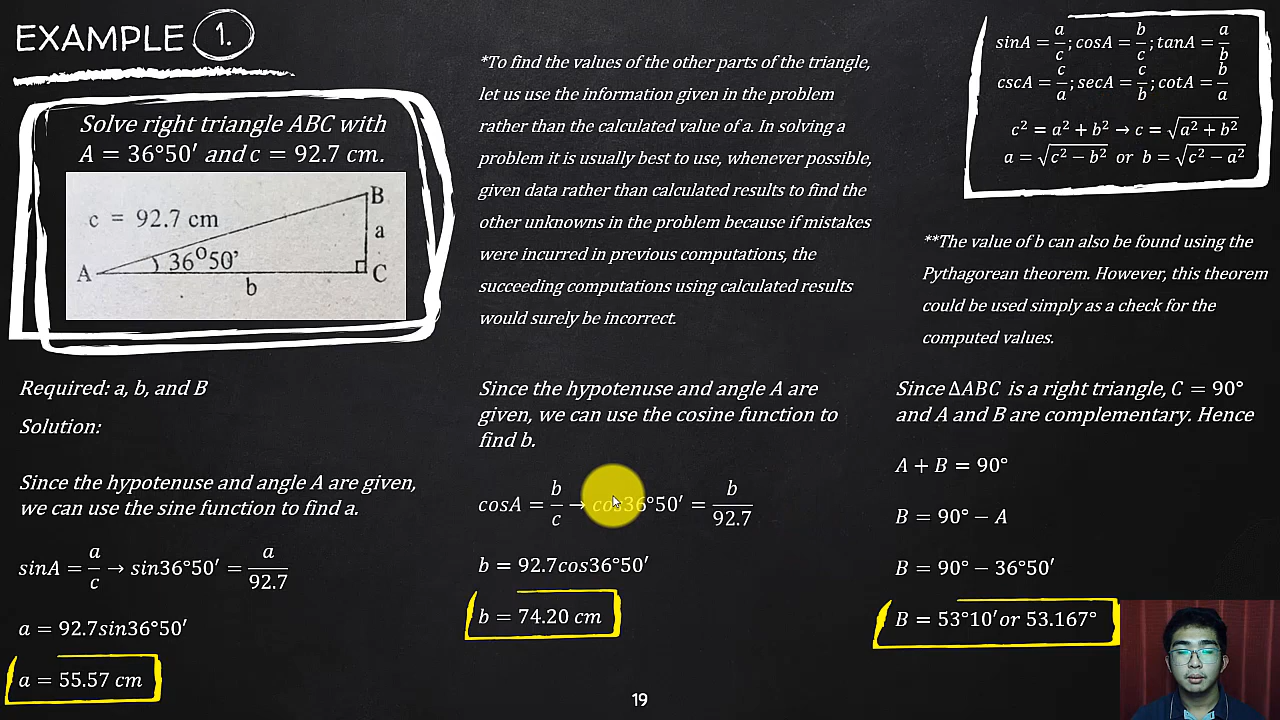 EXAMPLE 1.
Solve right triangle ABC with
A = 36°50′ and c = 92.7 cm.
c = 92.7 cm
B
a
A
36°50'
C
b
Required: a, b, and B
Solution:
Since the hypotenuse and angle A are given,
we can use the sine function to find a.
sinA = a/c → sin36°50′ = a/92.7
a = 92.7sin36°50′
a = 55.57 cm
*To find the values of the other parts of the triangle,
let us use the information given in the problem
rather than the calculated value of a. In solving a
problem it is usually best to use, whenever possible,
given data rather than calculated results to find the
other unknowns in the problem because if mistakes
were incurred in previous computations, the
succeeding computations using calculated results
would surely be incorrect.
Since the hypotenuse and angle A are
given, we can use the cosine function to
find b.
cosA = b/c → cos36°50′ = b/92.7
b = 92.7cos36°50′
b = 74.20 cm
sinA = a/c ; cosA = b/c ; tanA = a/b
cscA = c/a ; secA = c/b ; cotA = b/a
c² = a² + b² → c = √(a² + b²)
a = √(c² − b²) or b = √(c² − a²)
**The value of b can also be found using the
Pythagorean theorem. However, this theorem
could be used simply as a check for the
computed values.
Since ∆ABC is a right triangle, C = 90°
and A and B are complementary. Hence
A + B = 90°
B = 90° − A
B = 90° − 36°50′
B = 53°10′or 53.167°
19